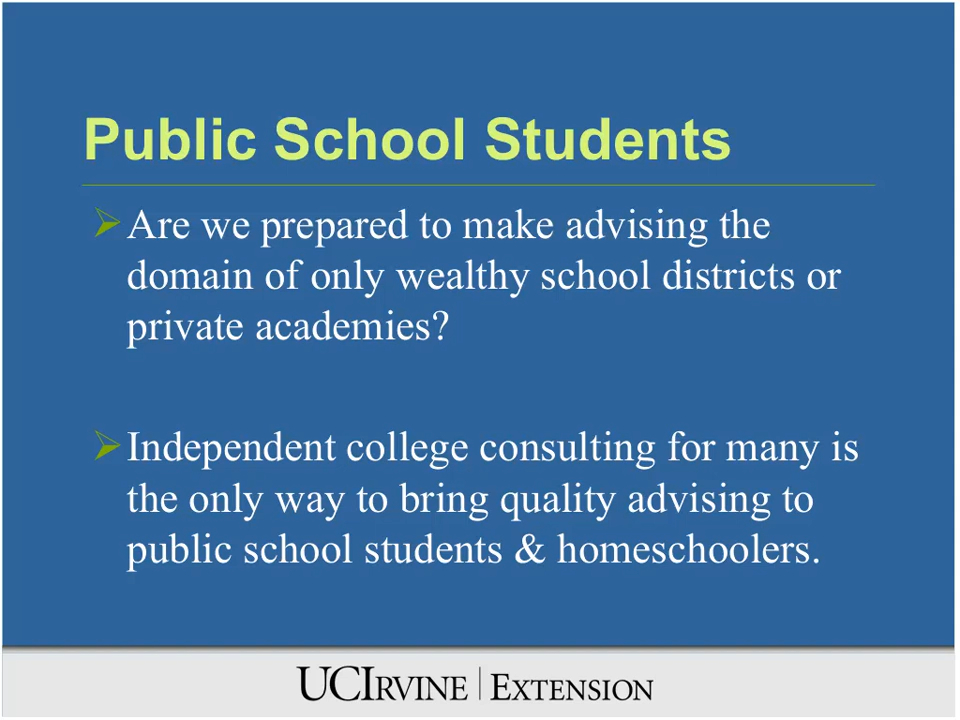 Public School Students
Are we prepared to make advising the
domain of only wealthy school districts or
private academies?
Independent college consulting for many is
the only way to bring quality advising to
public school students & homeschoolers.
UCIRVINE | EXTENSION